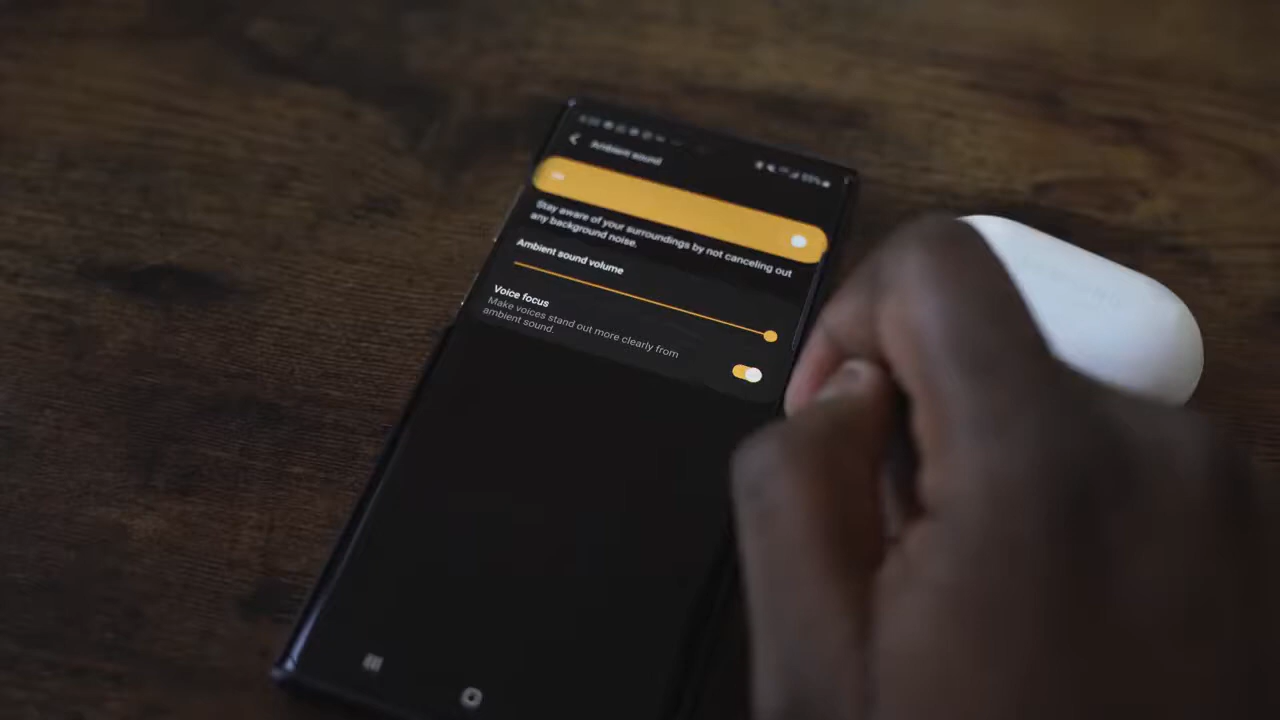 Ambient sound
Stay aware of your surroundings by not canceling out
any background noise.
Ambient sound volume
Voice focus
Make voices stand out more clearly from
ambient sound.